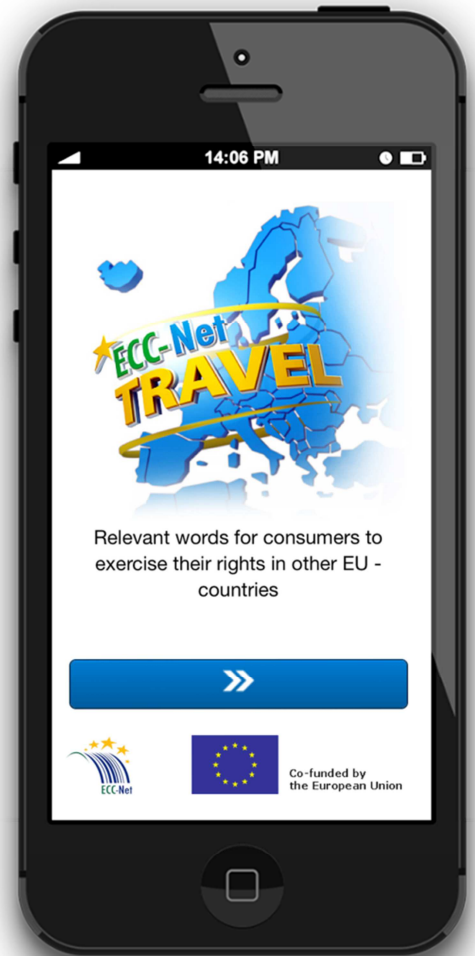 14:06 PM
ECC-Net
TRAVEL
Relevant words for consumers to
exercise their rights in other EU -
countries
»
ECC-Net
Co-funded by
the European Union